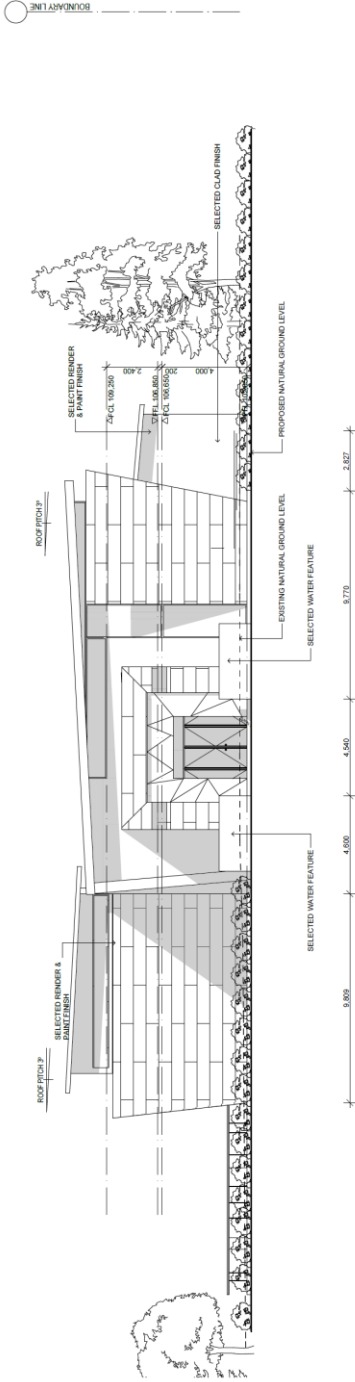 BOUNDARY LINE
ROOF PITCH 3°
SELECTED RENDER &
PAINT FINISH
ROOF PITCH 3°
SELECTED RENDER
& PAINT FINISH
FCL 109,250
FFL 106,850
FCL 106,650
2,400
200
4,000
SELECTED CLAD FINISH
PROPOSED NATURAL GROUND LEVEL
EXISTING NATURAL GROUND LEVEL
SELECTED WATER FEATURE
SELECTED WATER FEATURE
9,809
4,600
4,540
9,770
2,827